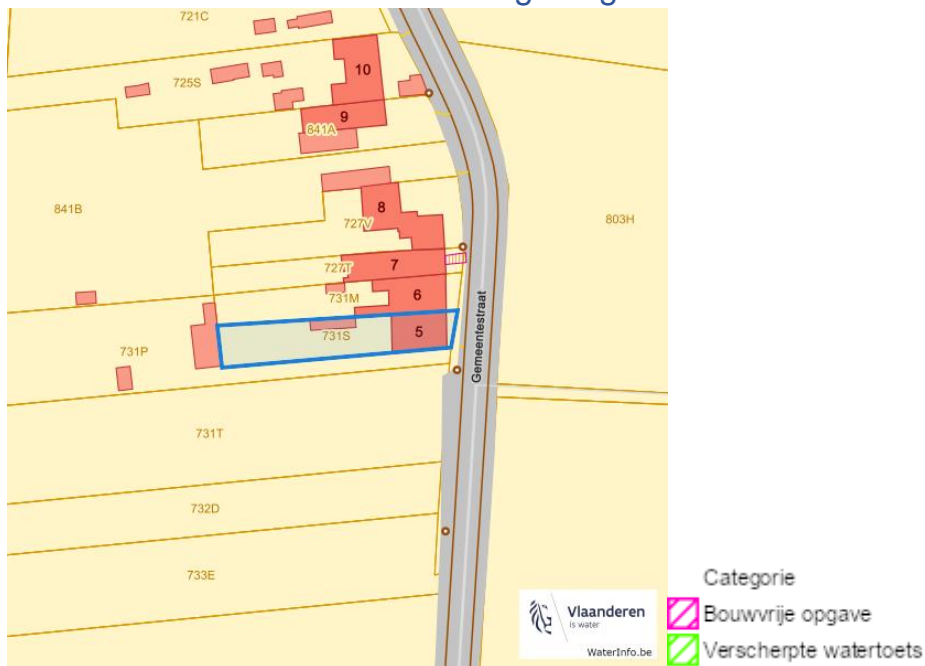 721C
10
725S
9
841A
8
841B
727V
803H
7
727T
6
731M
5
731S
731P
Gemeentestraat
731T
732D
733E
Vlaanderen
is water
WaterInfo.be
Categorie
Bouwvrije opgave
Verscherpte watertoets